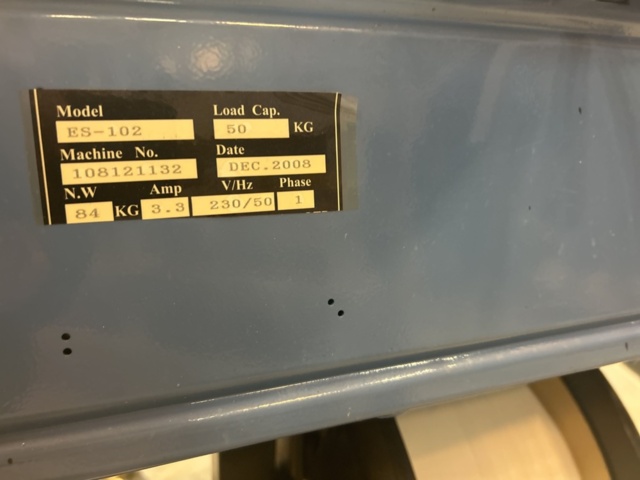 Model Load Cap.
ES-102 50 KG
Machine No. Date
108121132 DEC.2008
N.W Amp V/Hz Phase
84 KG 3.3 230/50 1